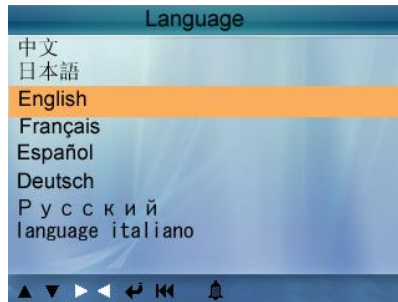 Language
中文
日本語
English
Français
Español
Deutsch
Русский
language italiano